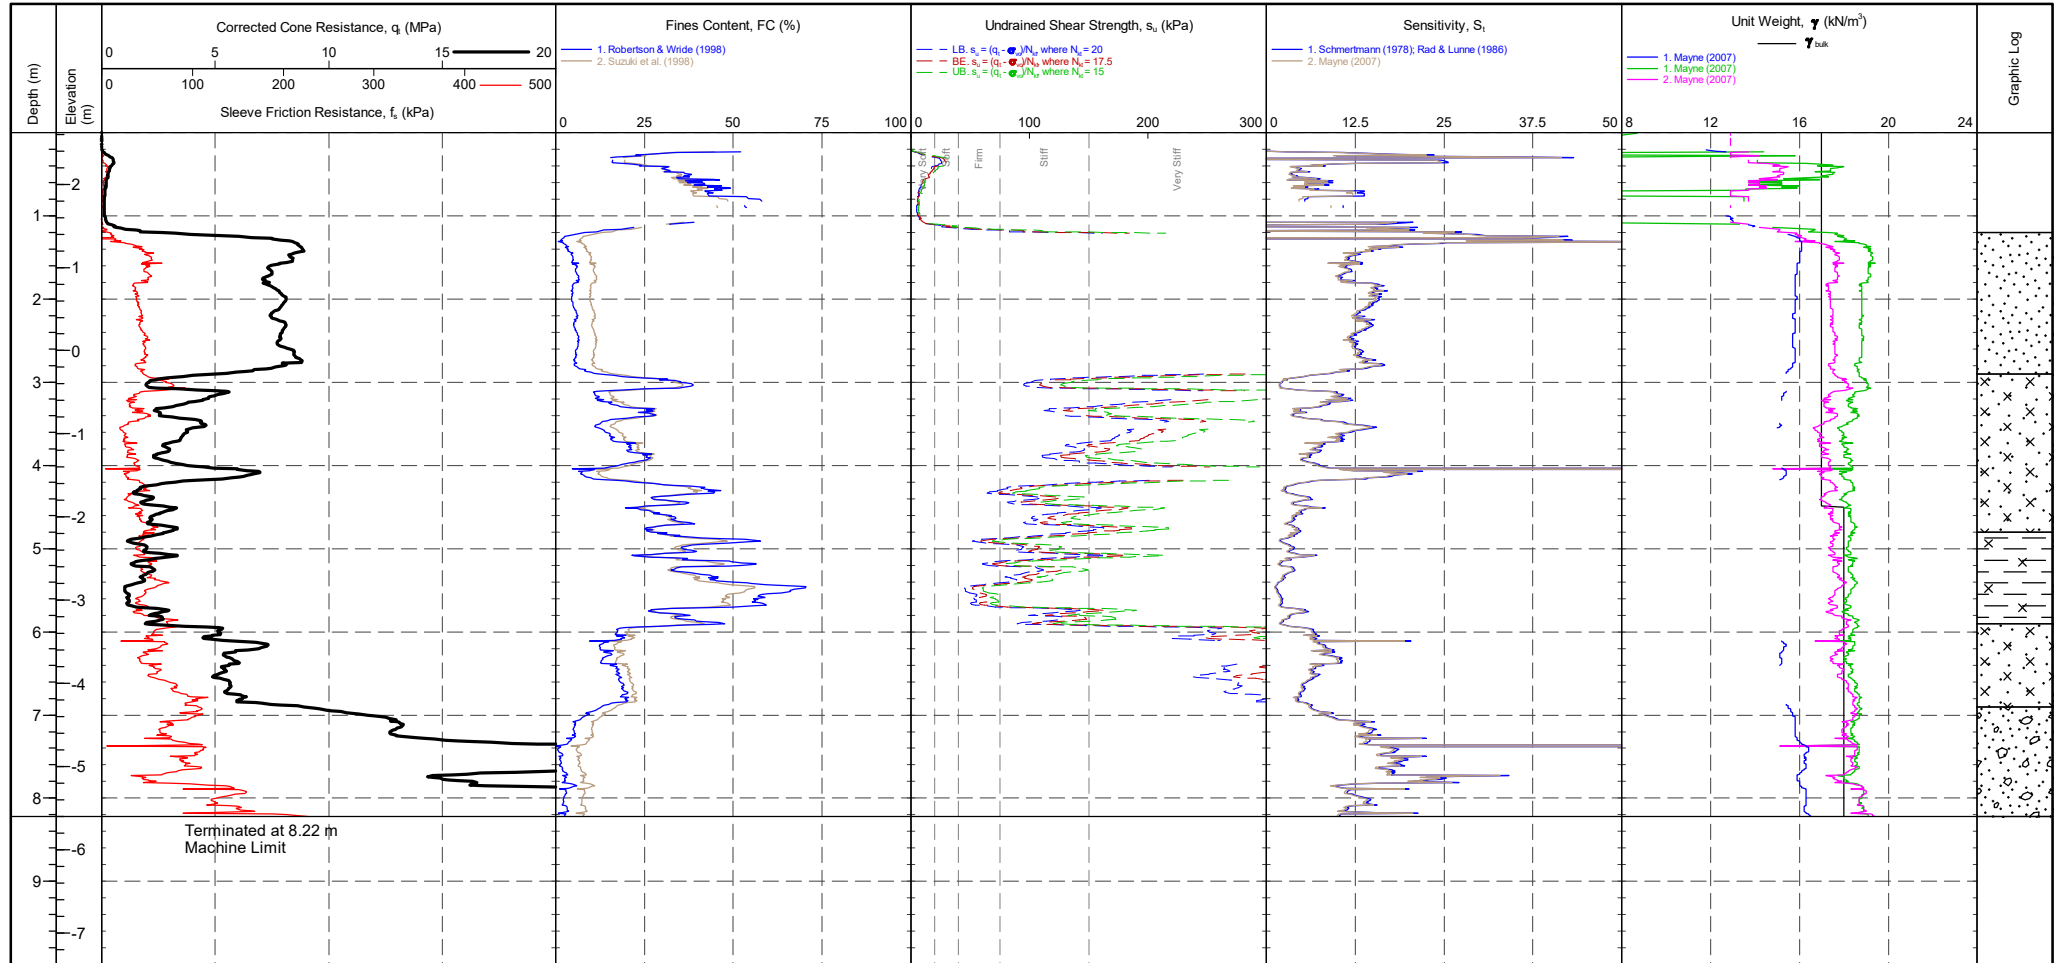 Depth (m)
Elevation (m)
Corrected Cone Resistance, qt (MPa)
0 5 10 15 20
0 100 200 300 400 500
Sleeve Friction Resistance, fs (kPa)
Fines Content, FC (%)
1. Robertson & Wride (1998)
2. Suzuki et al. (1998)
0 25 50 75 100
Undrained Shear Strength, su (kPa)
LB. su = (qt - σvo)/Nkt, where Nkt = 20
BE. su = (qt - σvo)/Nkt, where Nkt = 17.5
UB. su = (qt - σvo)/Nkt, where Nkt = 15
0 100 200 300
Very Soft
Soft
Firm
Stiff
Very Stiff
Sensitivity, St
1. Schmertmann (1978); Rad & Lunne (1986)
2. Mayne (2007)
0 12.5 25 37.5 50
Unit Weight, γ (kN/m³)
γbulk
1. Mayne (2007)
1. Mayne (2007)
2. Mayne (2007)
8 12 16 20 24
Graphic Log
2
1
1
2
0
3
-1
4
-2
5
-3
6
-4
7
-5
8
Terminated at 8.22 m
Machine Limit
-6
9
-7